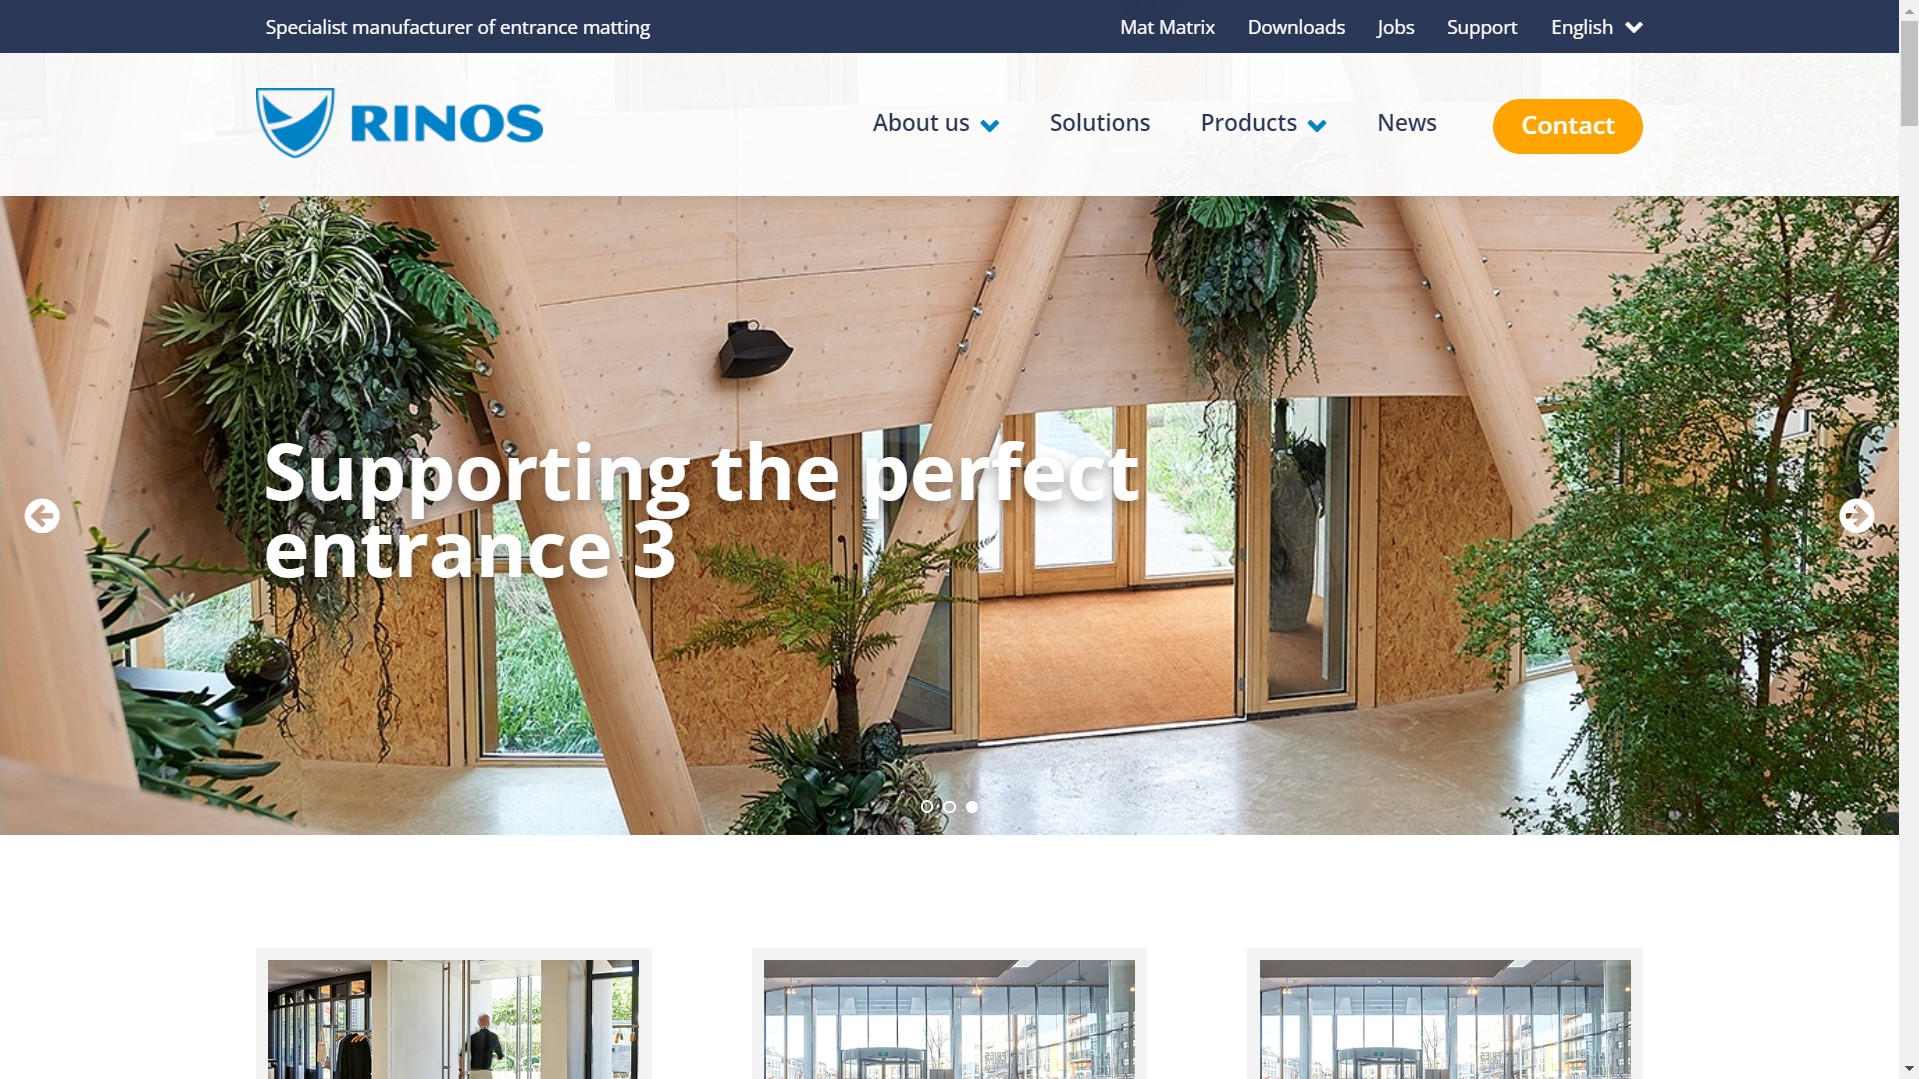 Specialist manufacturer of entrance matting
Mat Matrix Downloads Jobs Support English
RINOS
About us Solutions Products News Contact
Supporting the perfect
entrance 3